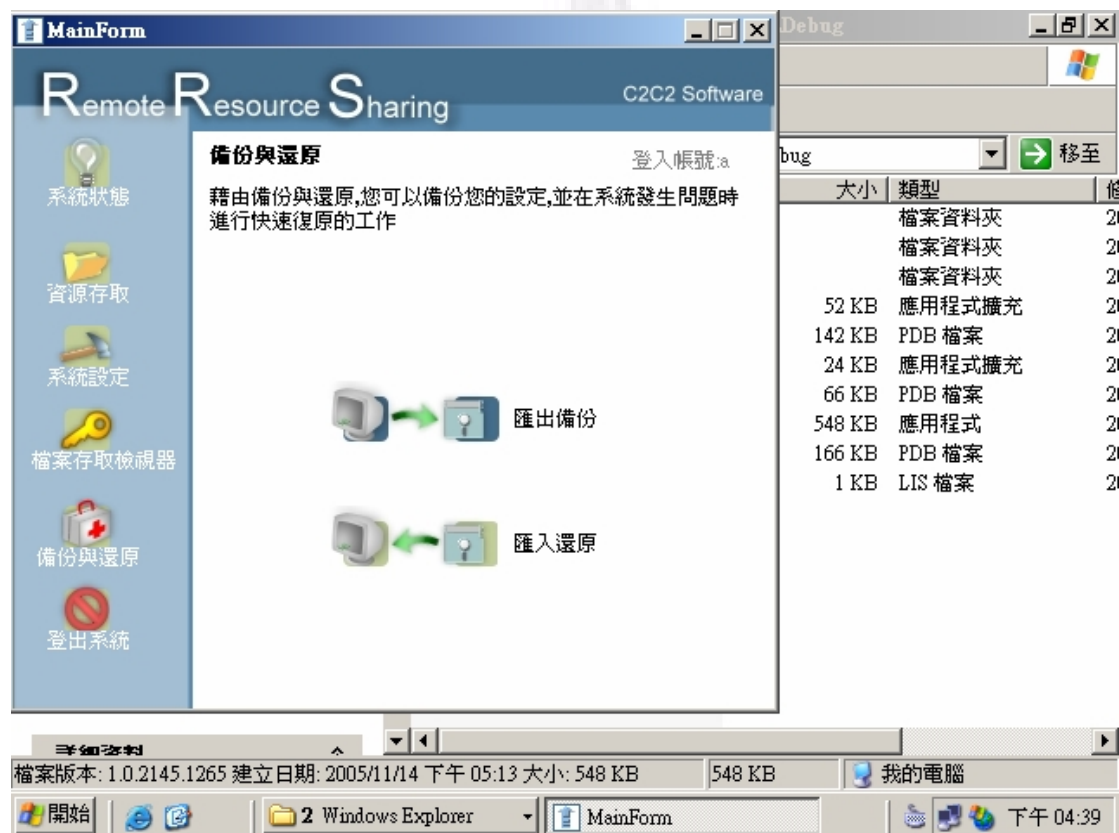 MainForm
Debug
Remote Resource Sharing
C2C2 Software
備份與還原
登入帳號:a
藉由備份與還原,您可以備份您的設定,並在系統發生問題時
進行快速復原的工作
系統狀態
資源存取
系統設定
檔案存取檢視器
備份與還原
登出系統
匯出備份
匯入還原
bug
移至
大小 類型
檔案資料夾
檔案資料夾
檔案資料夾
52 KB 應用程式擴充
142 KB PDB 檔案
24 KB 應用程式擴充
66 KB PDB 檔案
548 KB 應用程式
166 KB PDB 檔案
1 KB LIS 檔案
詳細資料
檔案版本: 1.0.2145.1265 建立日期: 2005/11/14 下午 05:13 大小: 548 KB
548 KB
我的電腦
開始
2 Windows Explorer
MainForm
下午 04:39